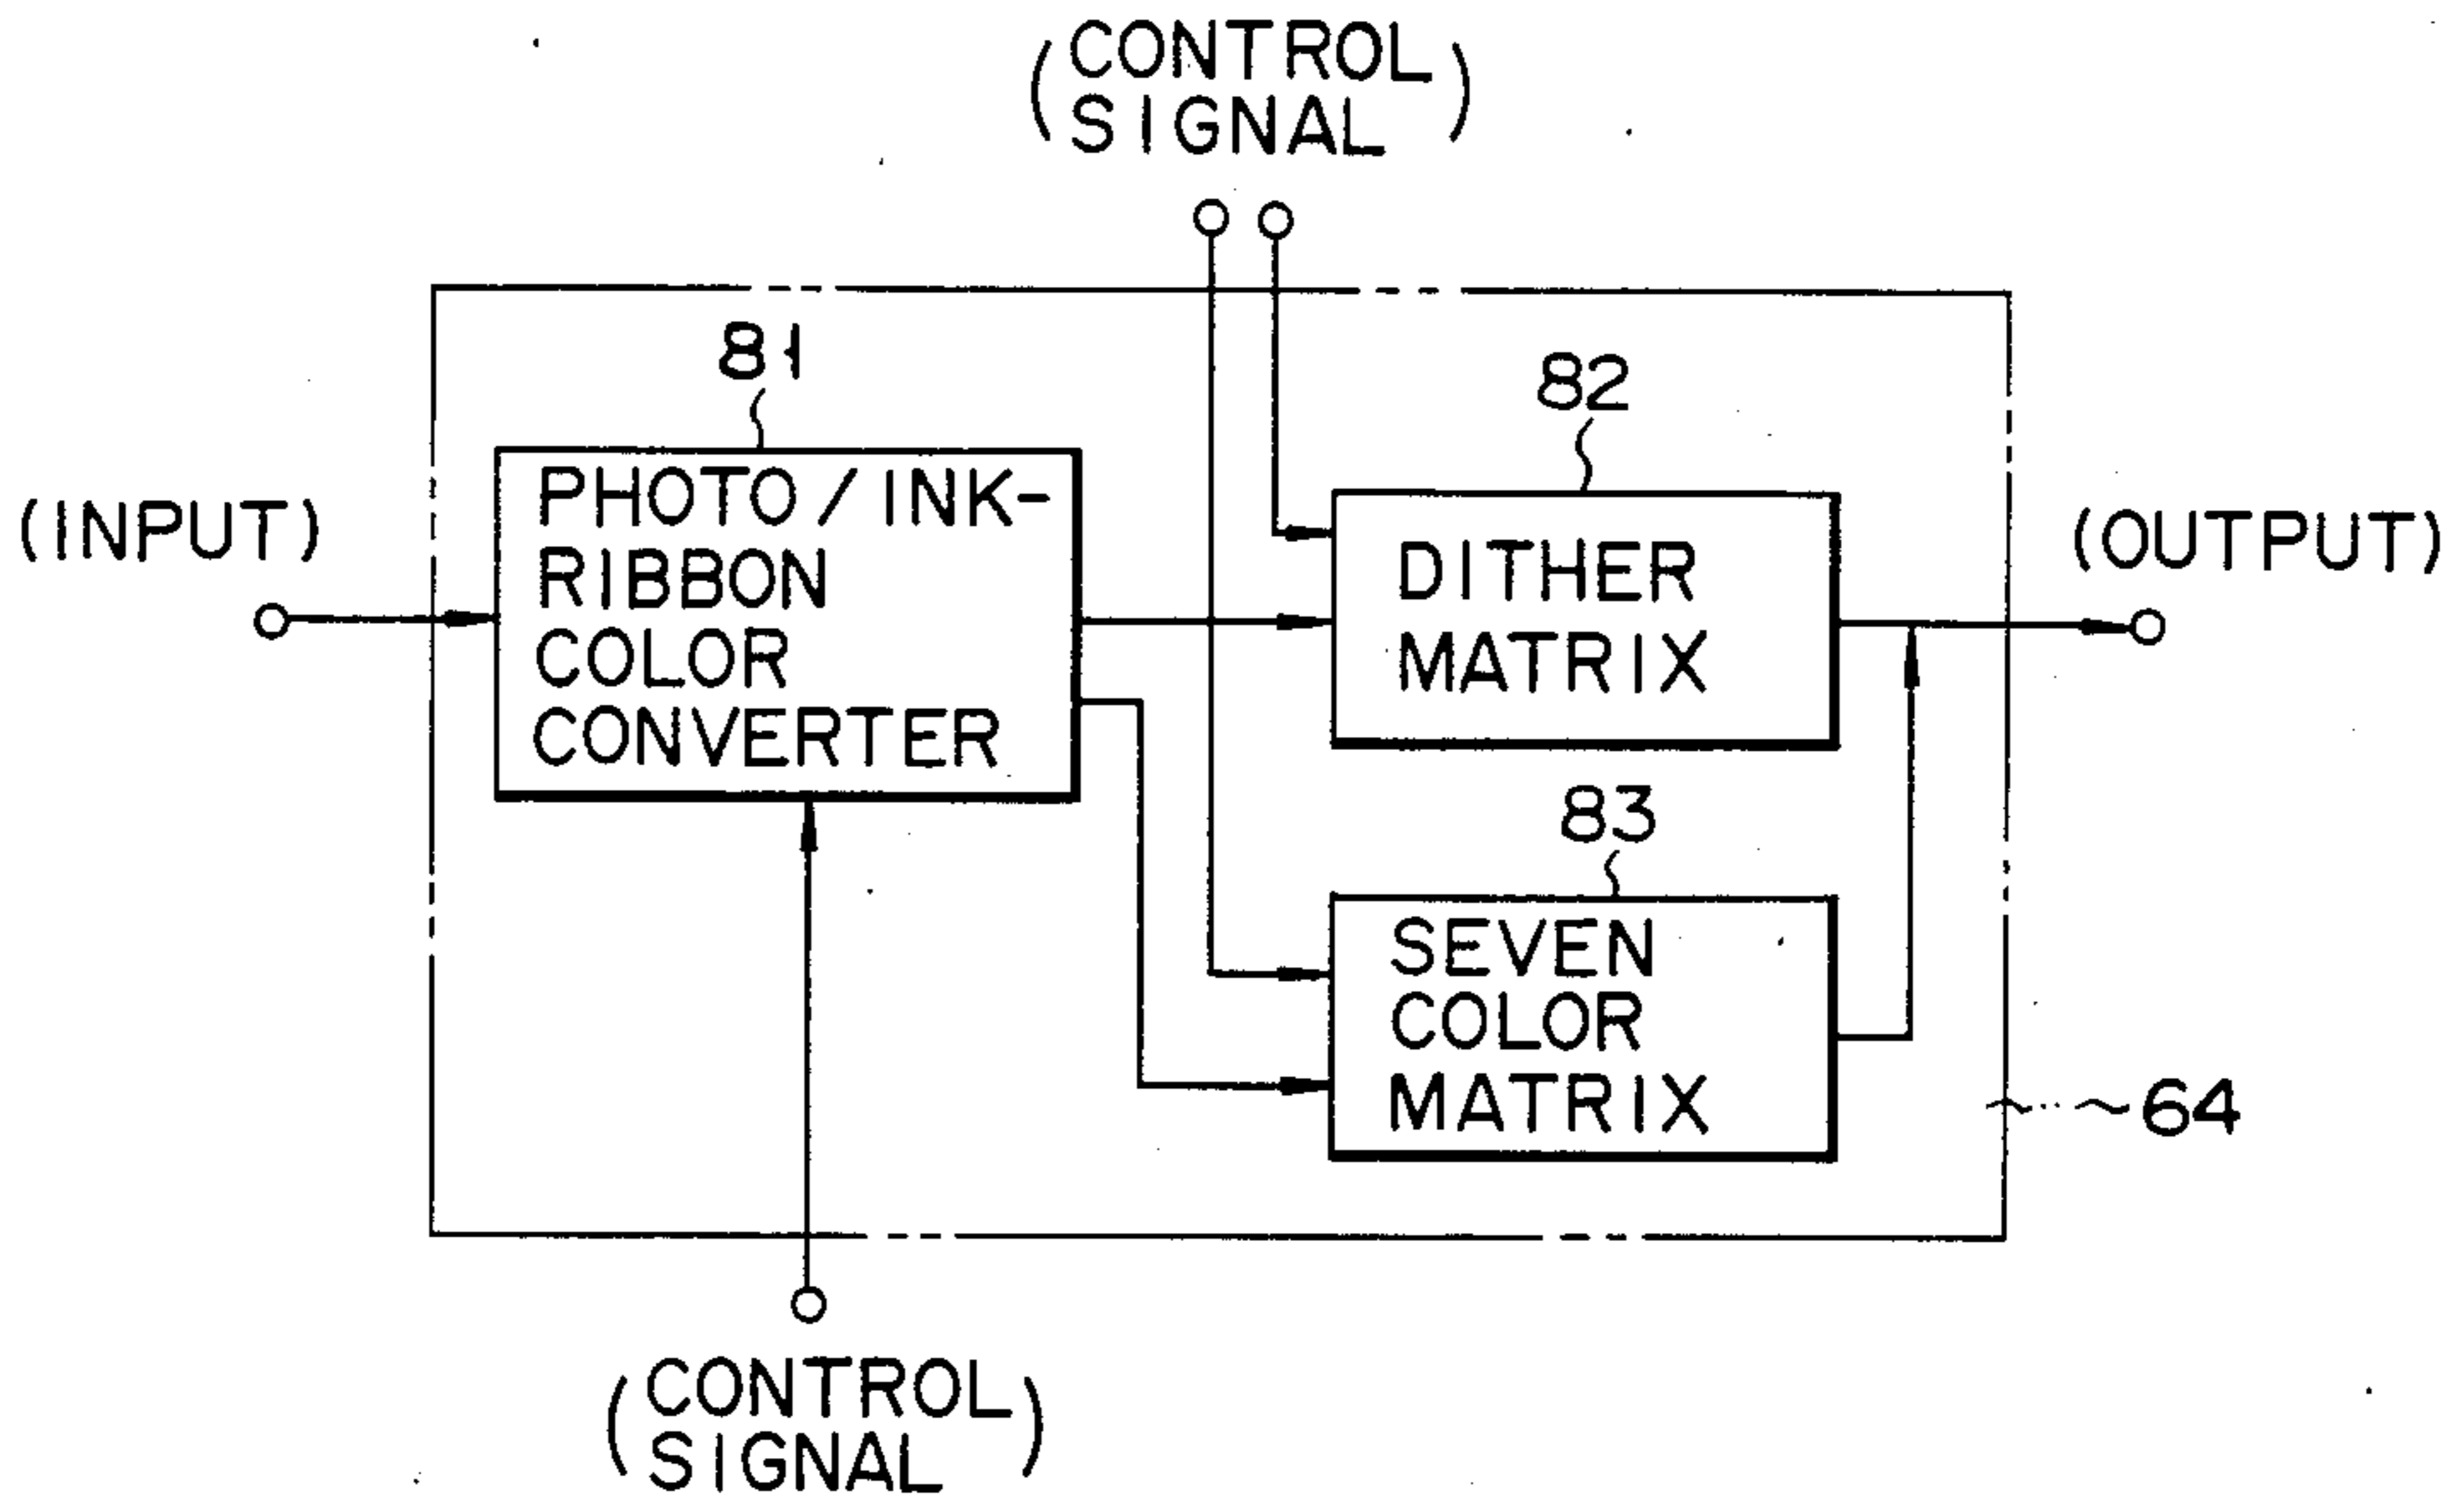 (CONTROL
SIGNAL)
81
82
(INPUT)
PHOTO/INK-
RIBBON
COLOR
CONVERTER
DITHER
MATRIX
(OUTPUT)
83
SEVEN
COLOR
MATRIX
64
(CONTROL
SIGNAL)